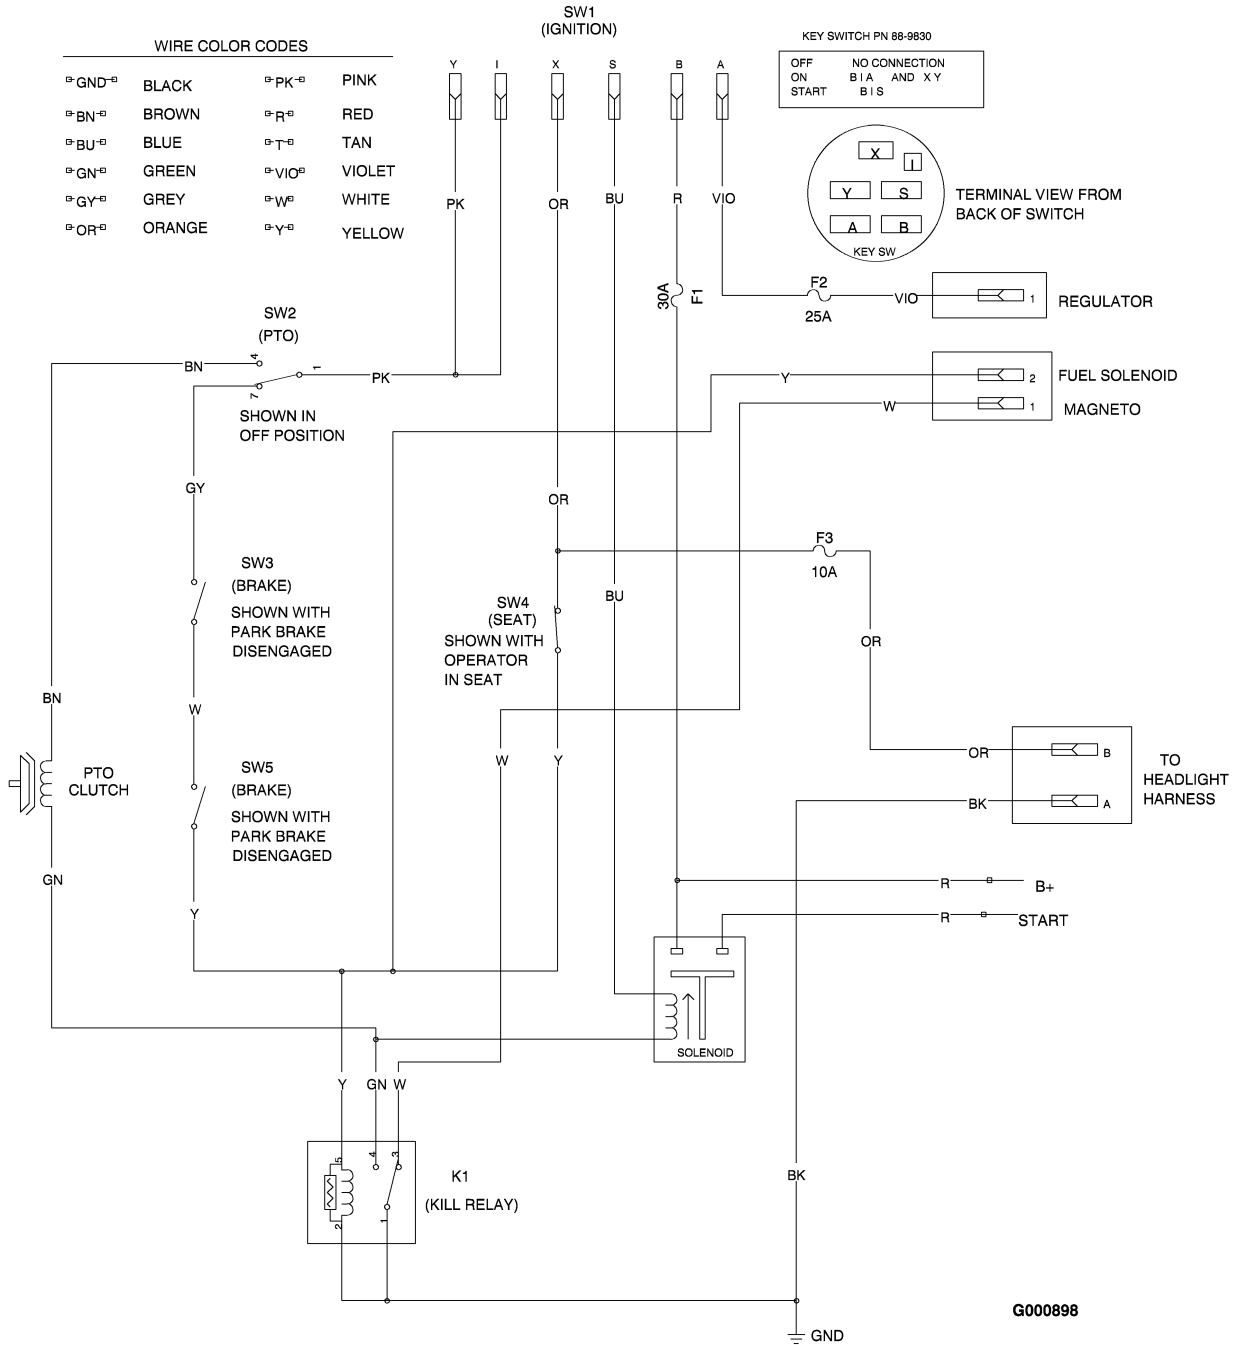 SW1
(IGNITION)
WIRE COLOR CODES
GND BLACK
PK PINK
BN BROWN
R RED
BU BLUE
T TAN
GN GREEN
VIO VIOLET
GY GREY
W WHITE
OR ORANGE
Y YELLOW
Y I X S B A
KEY SWITCH PN 88-9830
OFF NO CONNECTION
ON B I A AND X Y
START B I S
X
I
Y S
A B
KEY SW
TERMINAL VIEW FROM
BACK OF SWITCH
PK
OR
BU
R
VIO
30A
F1
F2
25A
VIO
1
REGULATOR
SW2
(PTO)
BN
4
1
7
PK
SHOWN IN
OFF POSITION
Y
2
FUEL SOLENOID
W
1
MAGNETO
GY
OR
F3
10A
SW3
(BRAKE)
SHOWN WITH
PARK BRAKE
DISENGAGED
BU
SW4
(SEAT)
SHOWN WITH
OPERATOR
IN SEAT
OR
BN
W
W
Y
OR
B
TO
HEADLIGHT
HARNESS
BK
A
PTO
CLUTCH
SW5
(BRAKE)
SHOWN WITH
PARK BRAKE
DISENGAGED
GN
Y
R
B+
R
START
SOLENOID
Y
GN
W
5
4
3
2
1
K1
(KILL RELAY)
BK
G000898
GND